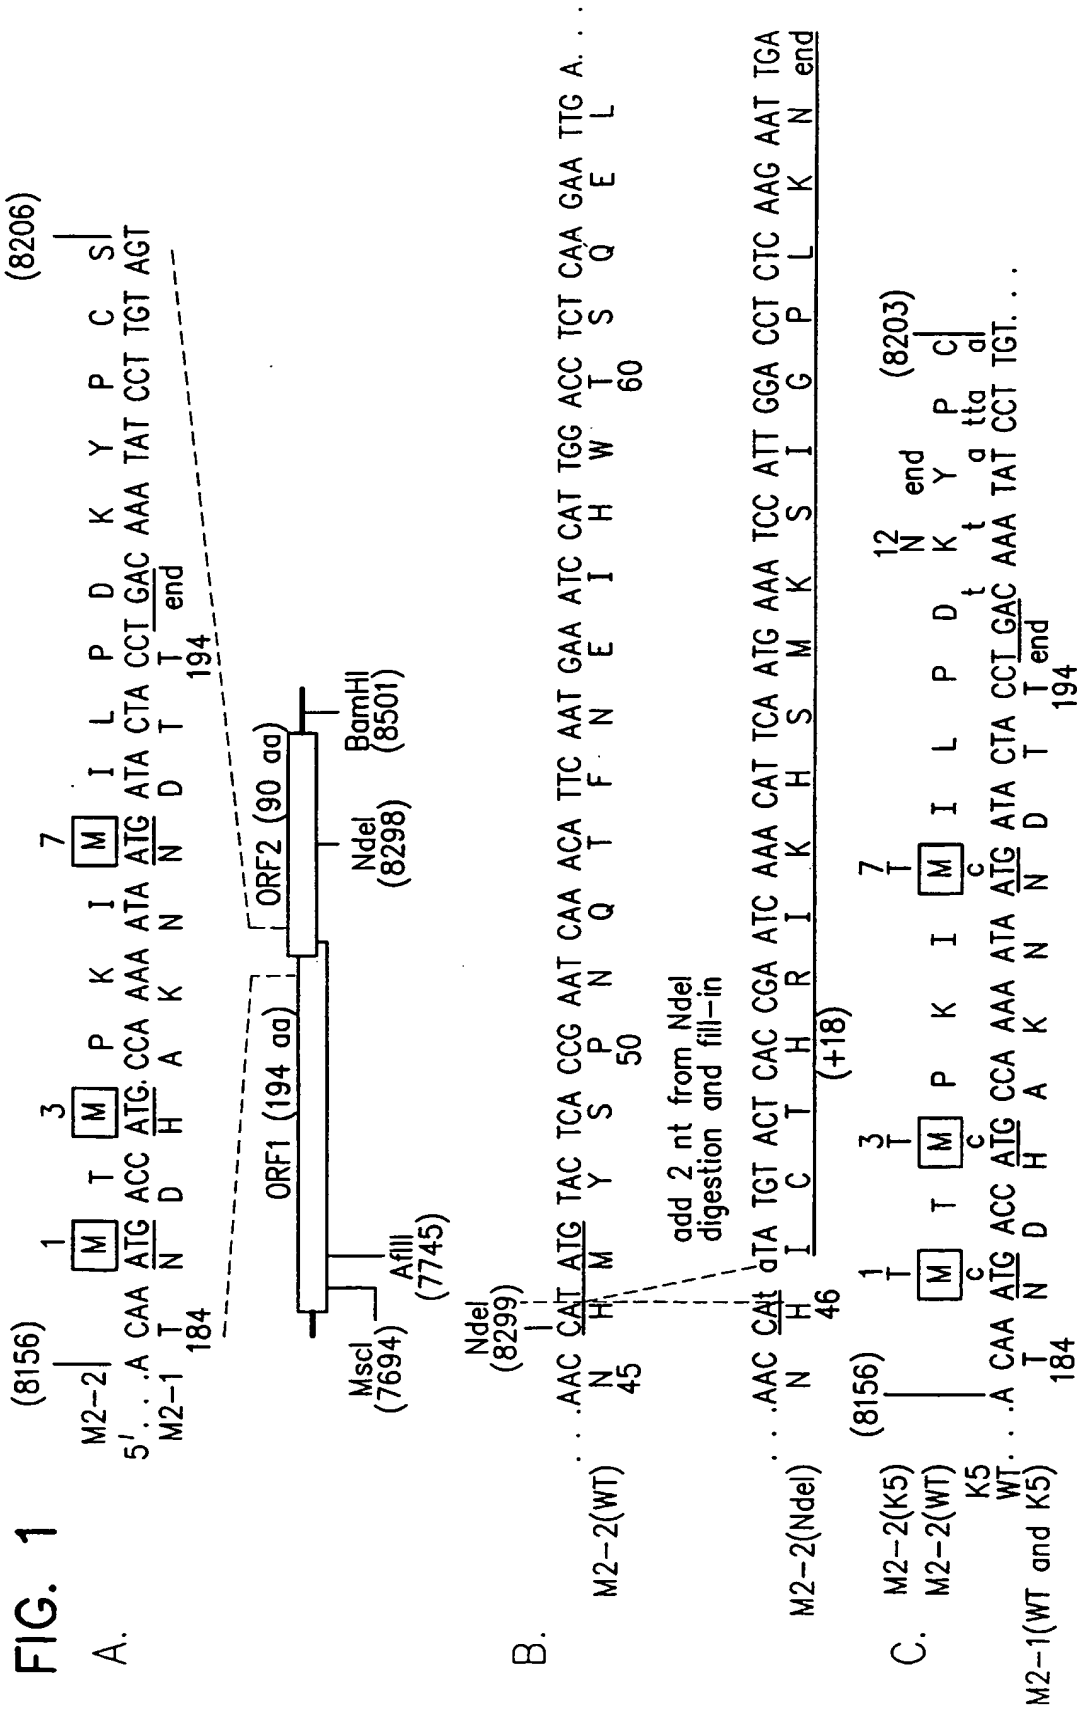 FIG. 1
A.
(8156) (8206)
1 3 7
M2-2 M T M P K I M I L P D K Y P C S
5'. . . .A CAA ATG ACC ATG CCA AAA ATA ATG ATA CTA CCT GAC AAA TAT CCT TGT AGT
M2-1 T N D H A K N N D T T end
184 194
ORF1 (194 aa) ORF2 (90 aa)
MscI
(7694)
AflII
(7745)
NdeI
(8298)
BamHI
(8501)
B.
NdeI
(8299)
. . .AAC CAT ATG TAC TCA CCG AAT CAA ACA TTC AAT GAA ATC CAT TGG ACC TCT CAA GAA TTG A. . .
M2-2(WT) N H M Y S P N Q T F N E I H W T S Q E L
45 50 60
add 2 nt from NdeI
digestion and fill-in
. . .AAC CAt aTA TGT ACT CAC CGA ATC AAA CAT TCA ATG AAA TCC ATT GGA CCT CTC AAG AAT TGA
M2-2(NdeI) N H I C T H R I K H S M K S I G P L K N end
46 (+18)
C.
(8156) (8203)
1 3 7 12
M2-2(K5) T T T N end
M2-2(WT) M T M P K I M I L P D K Y P C
K5 c c c t t a tta a
WT. . .A CAA ATG ACC ATG CCA AAA ATA ATG ATA CTA CCT GAC AAA TAT CCT TGT. . .
M2-1(WT and K5) T N D H A K N N D T T end
184 194